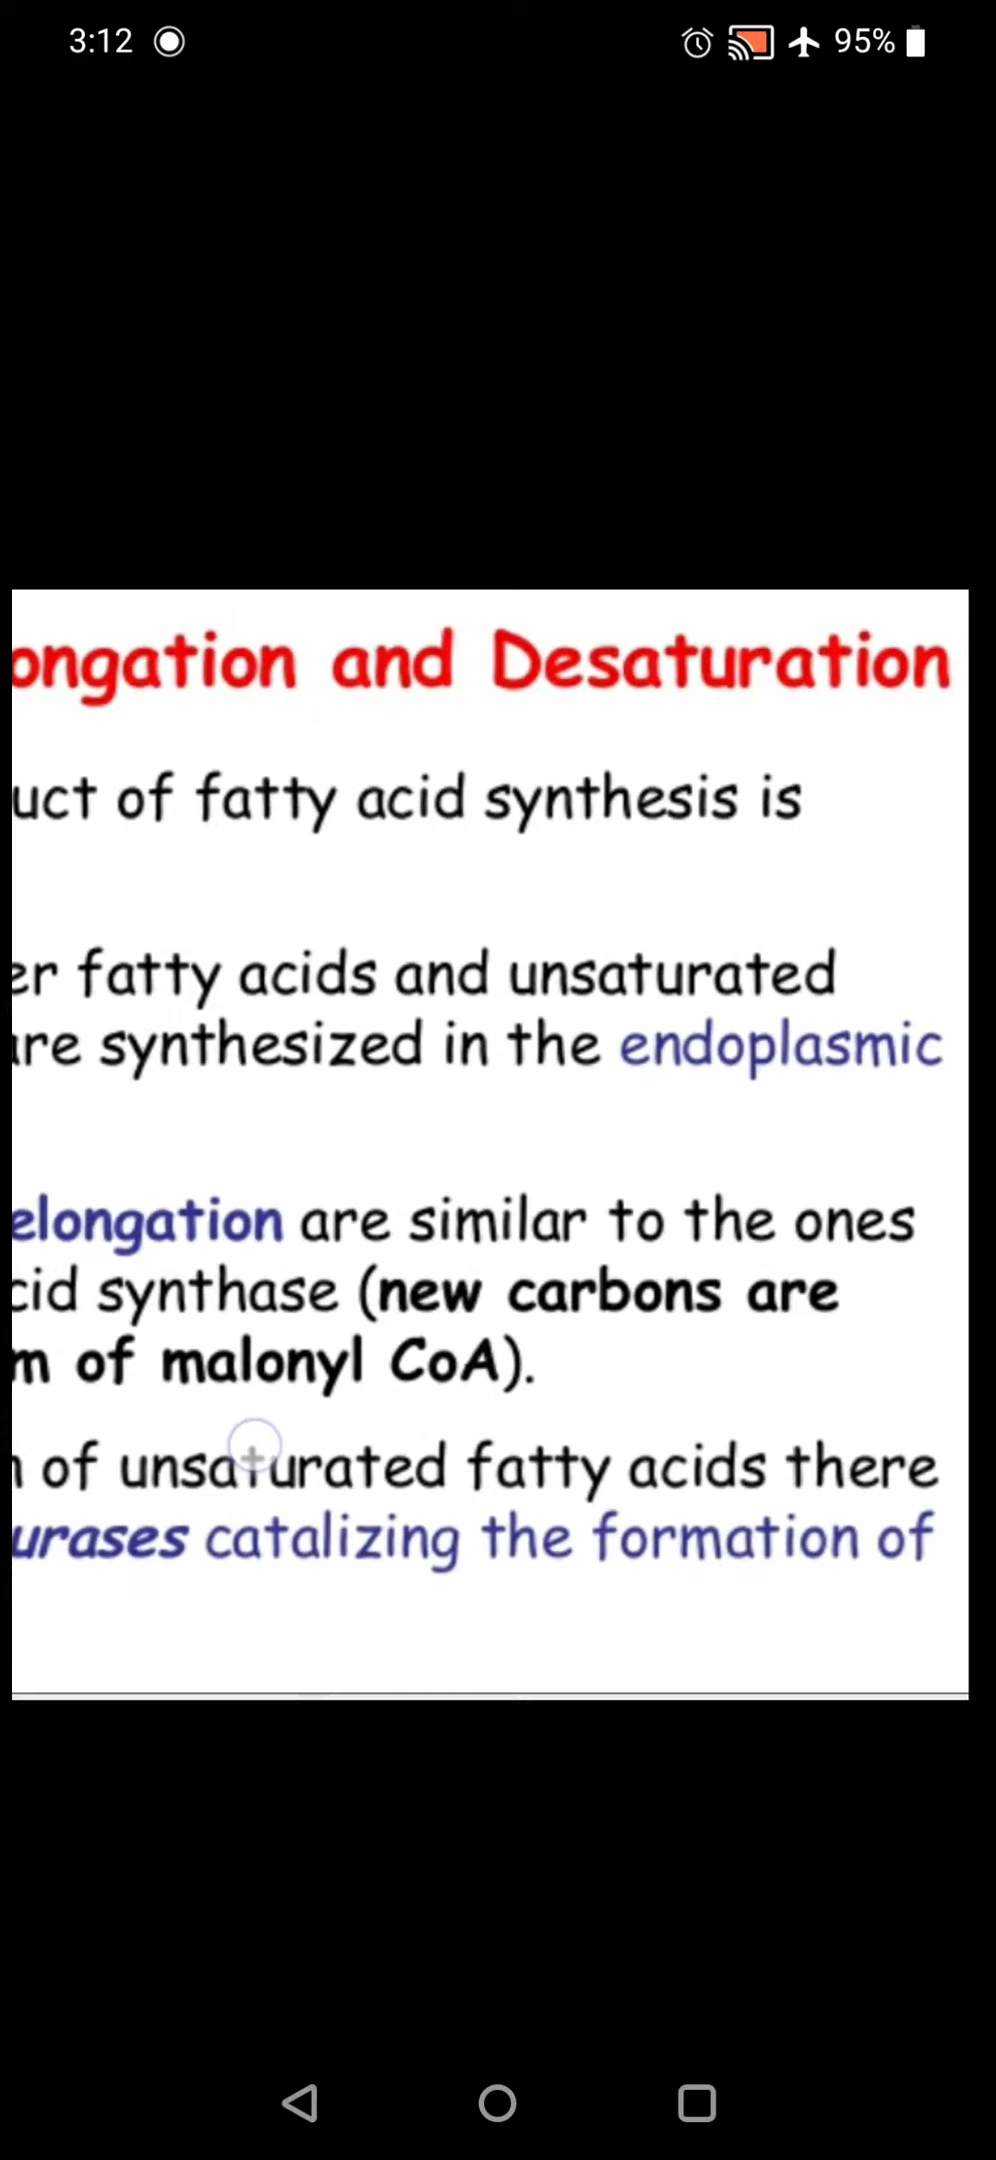 3:12 95%
ongation and Desaturation
uct of fatty acid synthesis is
er fatty acids and unsaturated
are synthesized in the endoplasmic
elongation are similar to the ones
cid synthase (new carbons are
m of malonyl CoA).
n of unsaturated fatty acids there
urases catalizing the formation of